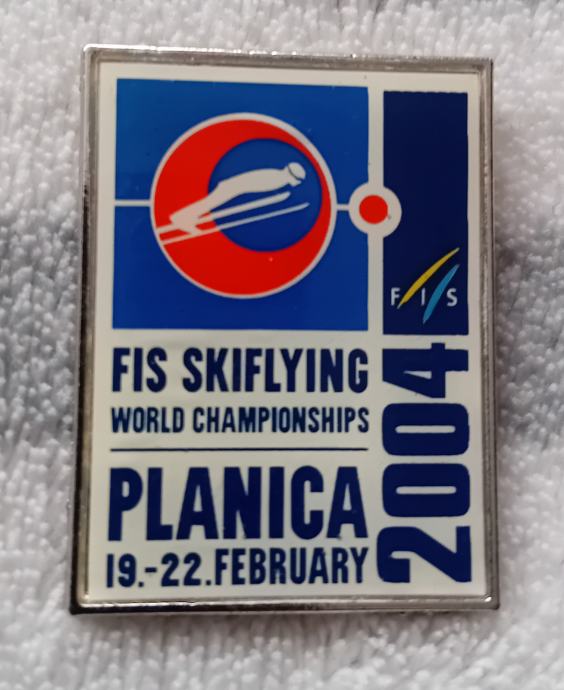 FIS
FIS SKIFLYING
WORLD CHAMPIONSHIPS
PLANICA
19.-22.FEBRUARY
2004